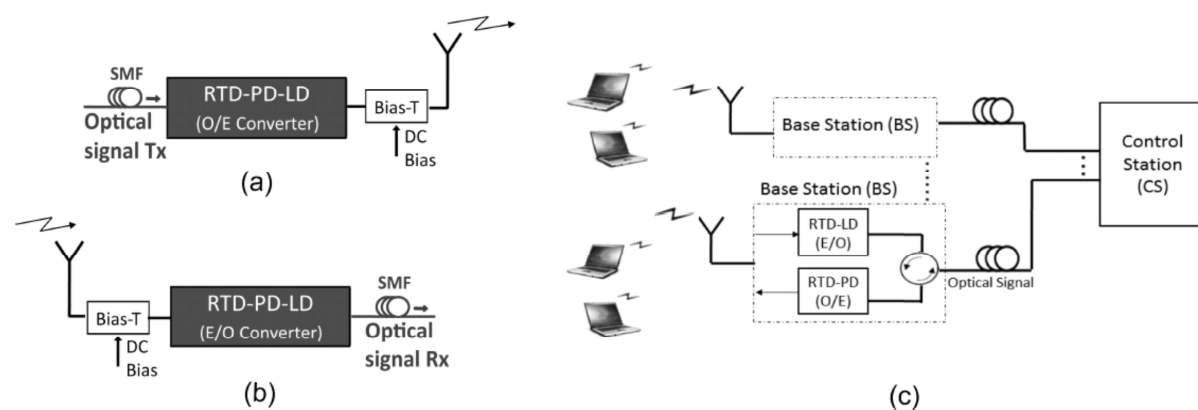 SMF
RTD-PD-LD
(O/E Converter)
Optical
signal Tx
Bias-T
DC
Bias
(a)
SMF
RTD-PD-LD
(E/O Converter)
Bias-T
Optical
signal Rx
DC
Bias
(b)
Base Station (BS)
Control
Station
(CS)
Base Station (BS)
RTD-LD
(E/O)
RTD-PD
(O/E)
Optical Signal
(c)